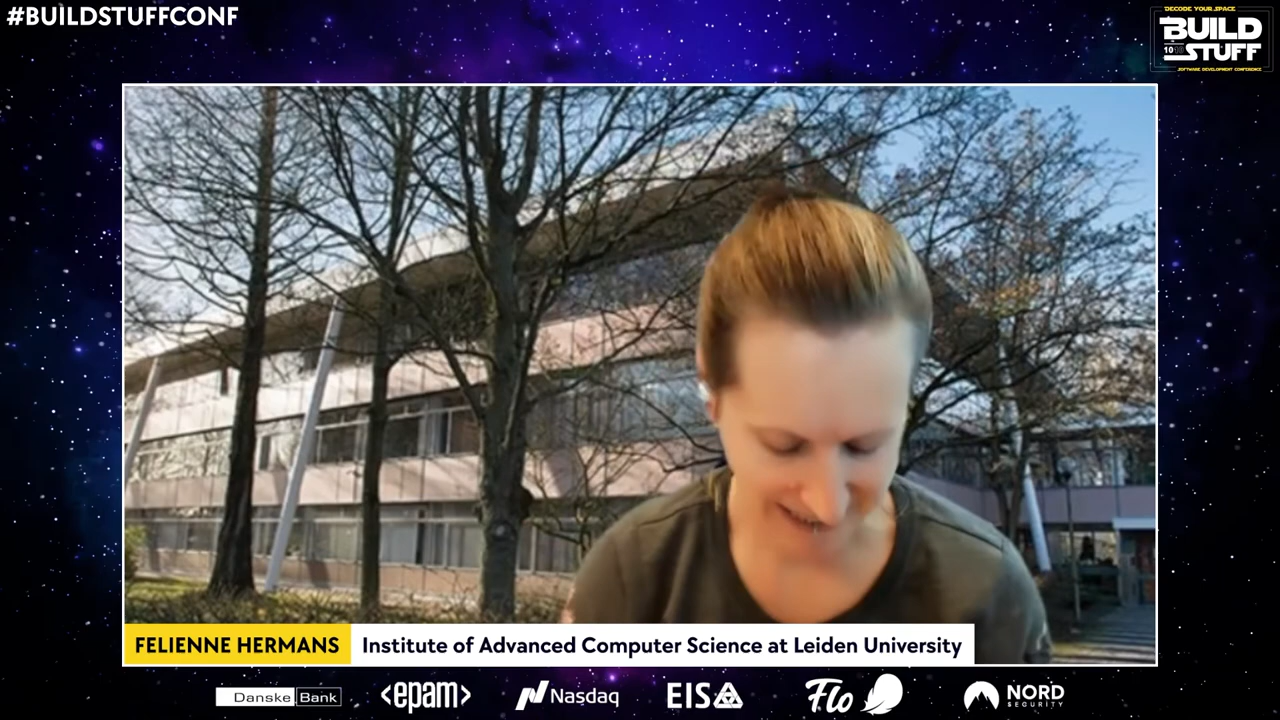 #BUILDSTUFFCONF
DECODE YOUR SPACE
BUILD
STUFF
SOFTWARE DEVELOPMENT CONFERENCE
FELIENNE HERMANS Institute of Advanced Computer Science at Leiden University
Danske Bank <epam> Nasdaq EIS Flo NORD
SECURITY